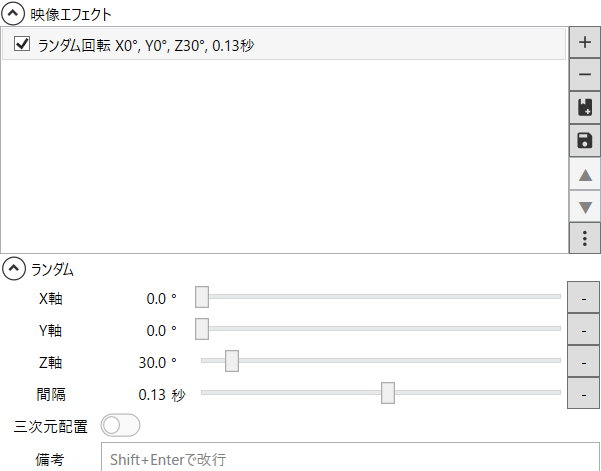 映像エフェクト
ランダム回転 X0°, Y0°, Z30°, 0.13秒
ランダム
X軸 0.0 ° -
Y軸 0.0 ° -
Z軸 30.0 ° -
間隔 0.13 秒 -
三次元配置
備考 Shift+Enterで改行